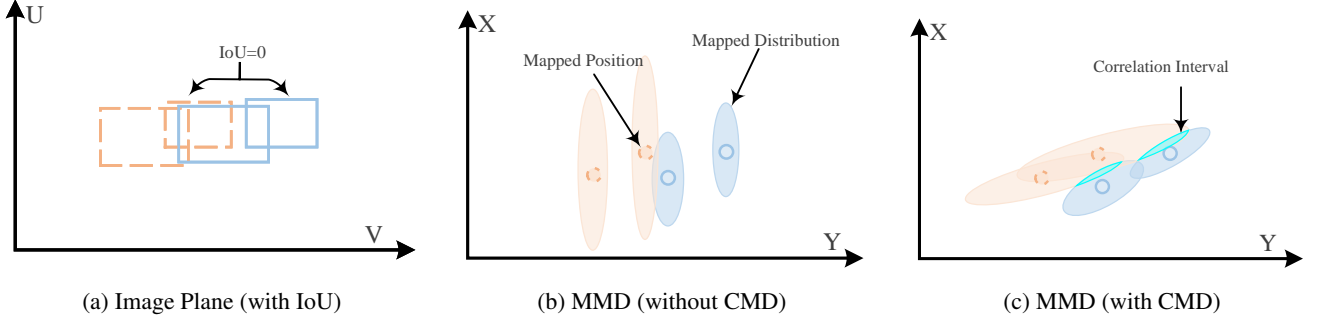 U
IoU=0
V
(a) Image Plane (with IoU)
X
Mapped Distribution
Mapped Position
Y
(b) MMD (without CMD)
X
Correlation Interval
Y
(c) MMD (with CMD)